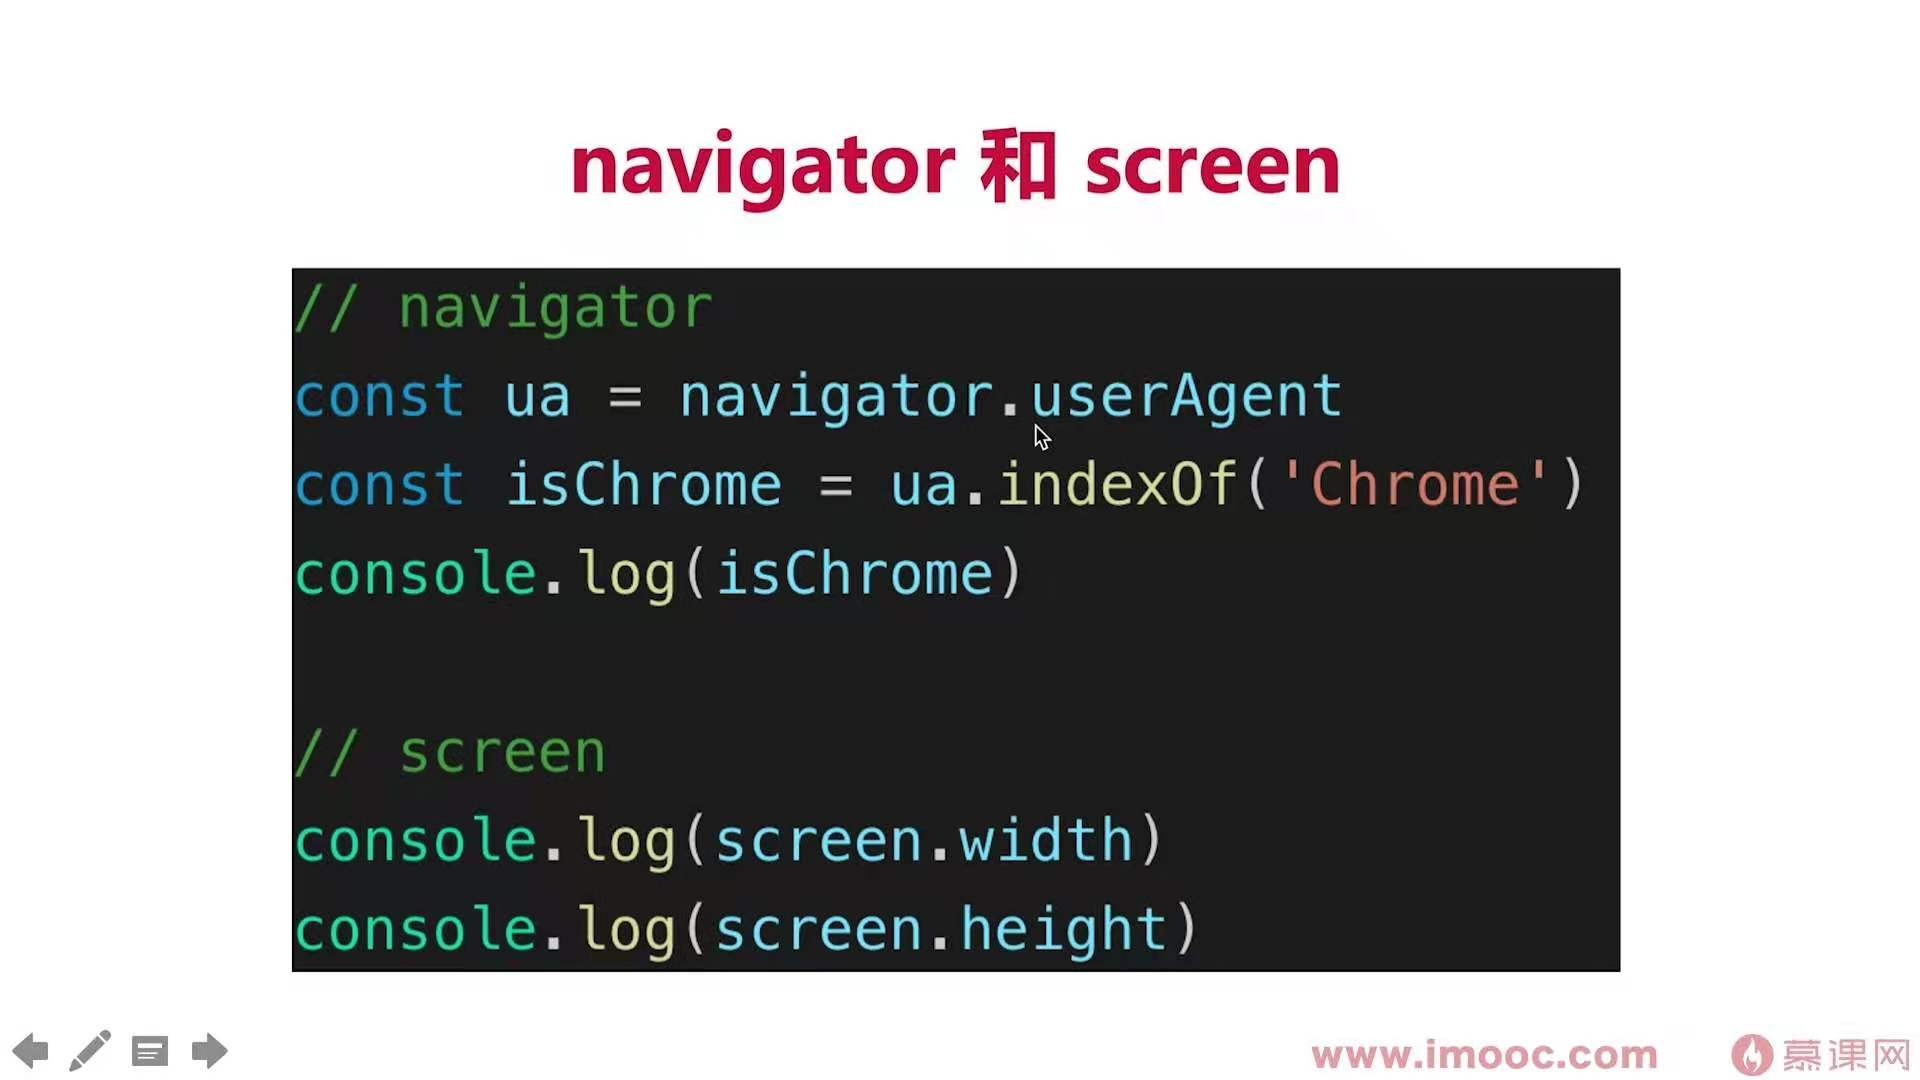 navigator 和 screen
// navigator
const ua = navigator.userAgent
const isChrome = ua.indexOf('Chrome')
console.log(isChrome)
// screen
console.log(screen.width)
console.log(screen.height)
www.imooc.com 慕课网